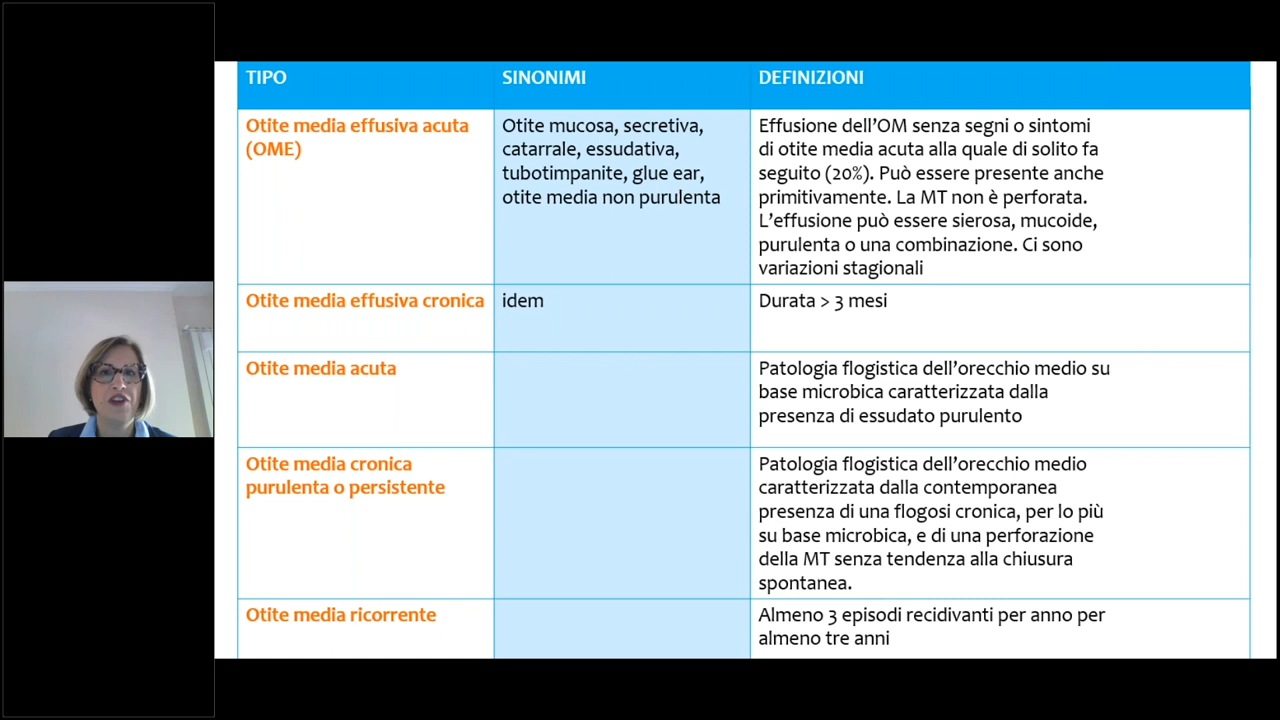 TIPO
SINONIMI
DEFINIZIONI
Otite media effusiva acuta
(OME)
Otite mucosa, secretiva,
catarrale, essudativa,
tubotimpanite, glue ear,
otite media non purulenta
Effusione dell’OM senza segni o sintomi
di otite media acuta alla quale di solito fa
seguito (20%). Può essere presente anche
primitivamente. La MT non è perforata.
L’effusione può essere sierosa, mucoide,
purulenta o una combinazione. Ci sono
variazioni stagionali
Otite media effusiva cronica
idem
Durata > 3 mesi
Otite media acuta
Patologia flogistica dell’orecchio medio su
base microbica caratterizzata dalla
presenza di essudato purulento
Otite media cronica
purulenta o persistente
Patologia flogistica dell’orecchio medio
caratterizzata dalla contemporanea
presenza di una flogosi cronica, per lo più
su base microbica, e di una perforazione
della MT senza tendenza alla chiusura
spontanea.
Otite media ricorrente
Almeno 3 episodi recidivanti per anno per
almeno tre anni